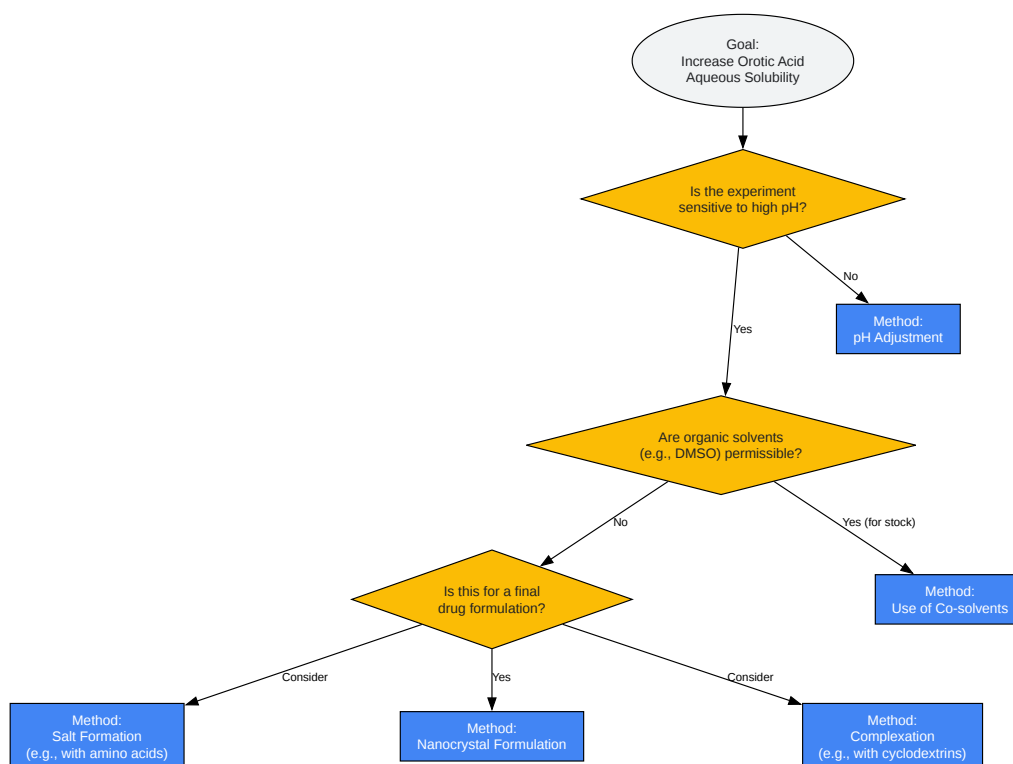 Goal:
Increase Orotic Acid
Aqueous Solubility
Is the experiment
sensitive to high pH?
No
Method:
pH Adjustment
Yes
Are organic solvents
(e.g., DMSO) permissible?
No
Yes (for stock)
Is this for a final
drug formulation?
Method:
Use of Co-solvents
Consider
Yes
Consider
Method:
Salt Formation
(e.g., with amino acids)
Method:
Nanocrystal Formulation
Method:
Complexation
(e.g., with cyclodextrins)